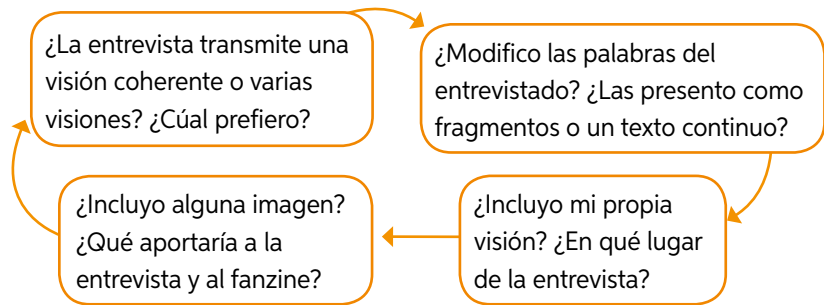 ¿La entrevista transmite una
visión coherente o varias
visiones? ¿Cúal prefiero?
¿Modifico las palabras del
entrevistado? ¿Las presento como
fragmentos o un texto continuo?
¿Incluyo mi propia
visión? ¿En qué lugar
de la entrevista?
¿Incluyo alguna imagen?
¿Qué aportaría a la
entrevista y al fanzine?